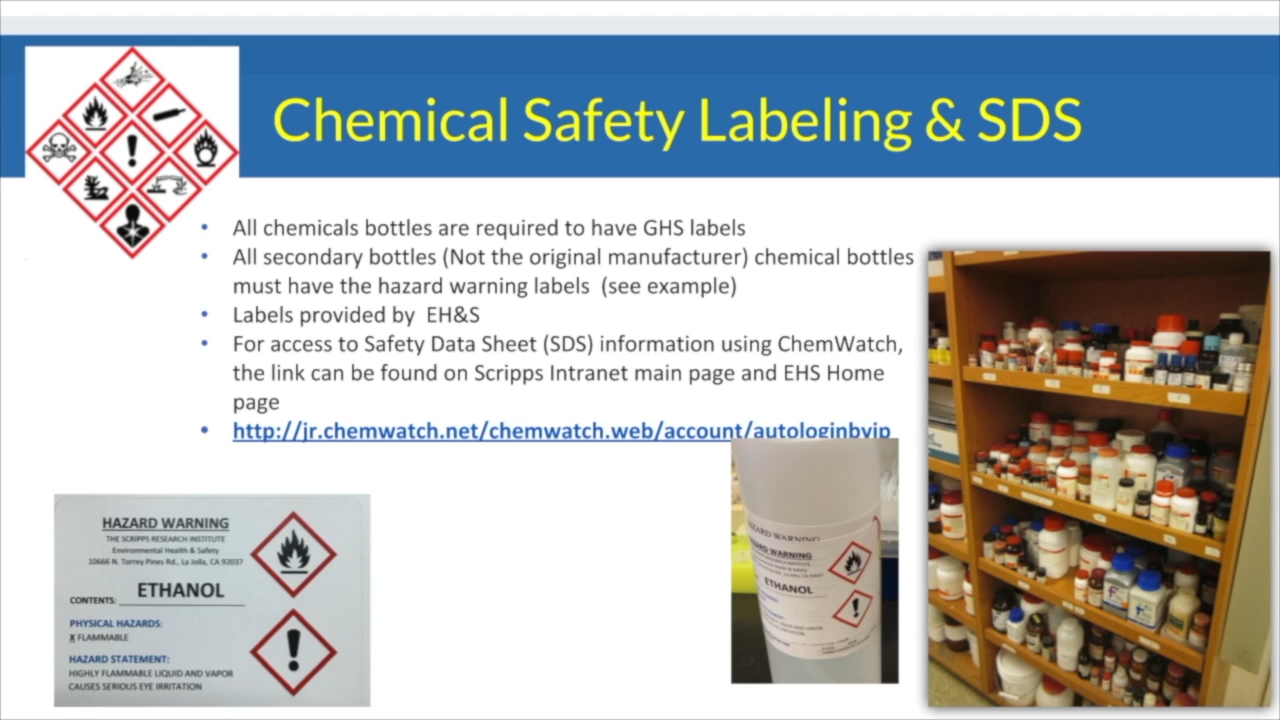 Chemical Safety Labeling & SDS
• All chemicals bottles are required to have GHS labels
• All secondary bottles (Not the original manufacturer) chemical bottles
must have the hazard warning labels (see example)
• Labels provided by EH&S
• For access to Safety Data Sheet (SDS) information using ChemWatch,
the link can be found on Scripps Intranet main page and EHS Home
page
• http://jr.chemwatch.net/chemwatch.web/account/autologinbyip
HAZARD WARNING
THE SCRIPPS RESEARCH INSTITUTE
Environmental Health & Safety
10666 N. Torrey Pines Rd., La Jolla, CA 92037
CONTENTS: ETHANOL
PHYSICAL HAZARDS:
X FLAMMABLE
HAZARD STATEMENT:
HIGHLY FLAMMABLE LIQUID AND VAPOR
CAUSES SERIOUS EYE IRRITATION
HAZARD WARNING
ETHANOL